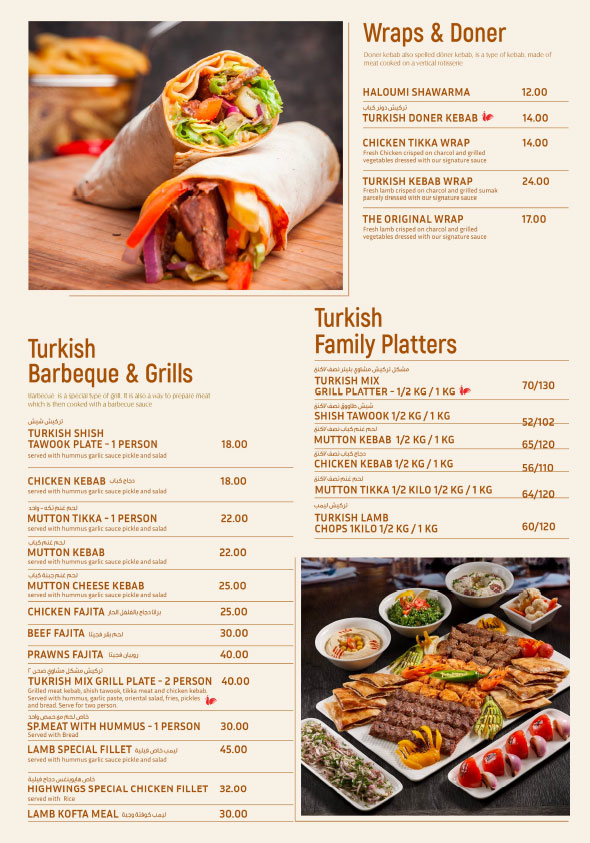 Wraps & Doner
Doner kebab also spelled döner kebab, is a type of kebab, made of
meat cooked on a vertical rotisserie
HALOUMI SHAWARMA 12.00
تركيش دونر كباب
TURKISH DONER KEBAB 14.00
CHICKEN TIKKA WRAP 14.00
Fresh Chicken crisped on charcol and grilled
vegetables dressed with our signature sauce
TURKISH KEBAB WRAP 24.00
Fresh lamb crisped on charcol and grilled sumak
parcely dressed with our signature sauce
THE ORIGINAL WRAP 17.00
Fresh lamb crisped on charcol and grilled
vegetables dressed with our signature sauce
Turkish
Barbeque & Grills
Barbecue is a special type of grill. It is also a way to prepare meat
which is then cooked with a barbecue sauce
تركيش شيش
TURKISH SHISH
TAWOOK PLATE - 1 PERSON 18.00
served with hummus garlic sauce pickle and salad
CHICKEN KEBAB دجاج كباب 18.00
served with hummus garlic sauce pickle and salad
لحم غنم تكه - واحد
MUTTON TIKKA - 1 PERSON 22.00
served with hummus garlic sauce pickle and salad
لحم غنم كباب
MUTTON KEBAB 22.00
served with hummus garlic sauce pickle and salad
لحم غنم جبنة كباب
MUTTON CHEESE KEBAB 25.00
served with hummus garlic sauce pickle and salad
CHICKEN FAJITA دجاج بالفلفل الحار 25.00
BEEF FAJITA لحم بقر فجيتا 30.00
PRAWNS FAJITA روبيان فجيتا 40.00
تركيش مشكل مشاوي صحن ٢
TUKRISH MIX GRILL PLATE - 2 PERSON 40.00
Grilled meat kebab, shish tawook, tikka meat and chicken kebab.
Served with hummus, garlic paste, oriental salad, fries, pickles
and bread. Serve for two person.
خاص لحم مع حمص واحد
SP.MEAT WITH HUMMUS - 1 PERSON 30.00
Served with Bread
LAMB SPECIAL FILLET ليمب خاص فيلية 45.00
served with hummus garlic sauce pickle and salad
خاص هايوينغس دجاج فيلية
HIGHWINGS SPECIAL CHICKEN FILLET 32.00
served with Rice
LAMB KOFTA MEAL ليمب كوفتة وجبة 30.00
Turkish
Family Platters
مشكل تركيش مشاوي بليتر نصف/١كلغ
TURKISH MIX
GRILL PLATTER - 1/2 KG / 1 KG 70/130
شيش طاووق نصف/١كلغ
SHISH TAWOOK 1/2 KG / 1 KG 52/102
لحم غنم كباب نصف/١كلغ
MUTTON KEBAB 1/2 KG / 1 KG 65/120
دجاج كباب نصف/١كلغ
CHICKEN KEBAB 1/2 KG / 1 KG 56/110
لحم غنم نصف/١كلغ
MUTTON TIKKA 1/2 KILO 1/2 KG / 1 KG 64/120
تركيش ليمب
TURKISH LAMB
CHOPS 1KILO 1/2 KG / 1 KG 60/120